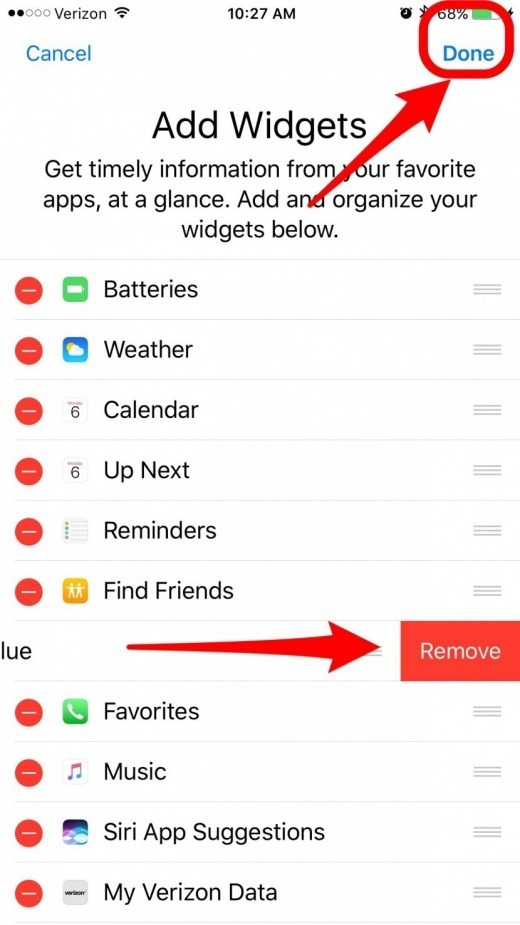 Verizon 10:27 AM 68%
Cancel Done
Add Widgets
Get timely information from your favorite
apps, at a glance. Add and organize your
widgets below.
Batteries
Weather
Monday
6 Calendar
Monday
6 Up Next
Reminders
Find Friends
lue Remove
Favorites
Music
Siri App Suggestions
verizon My Verizon Data